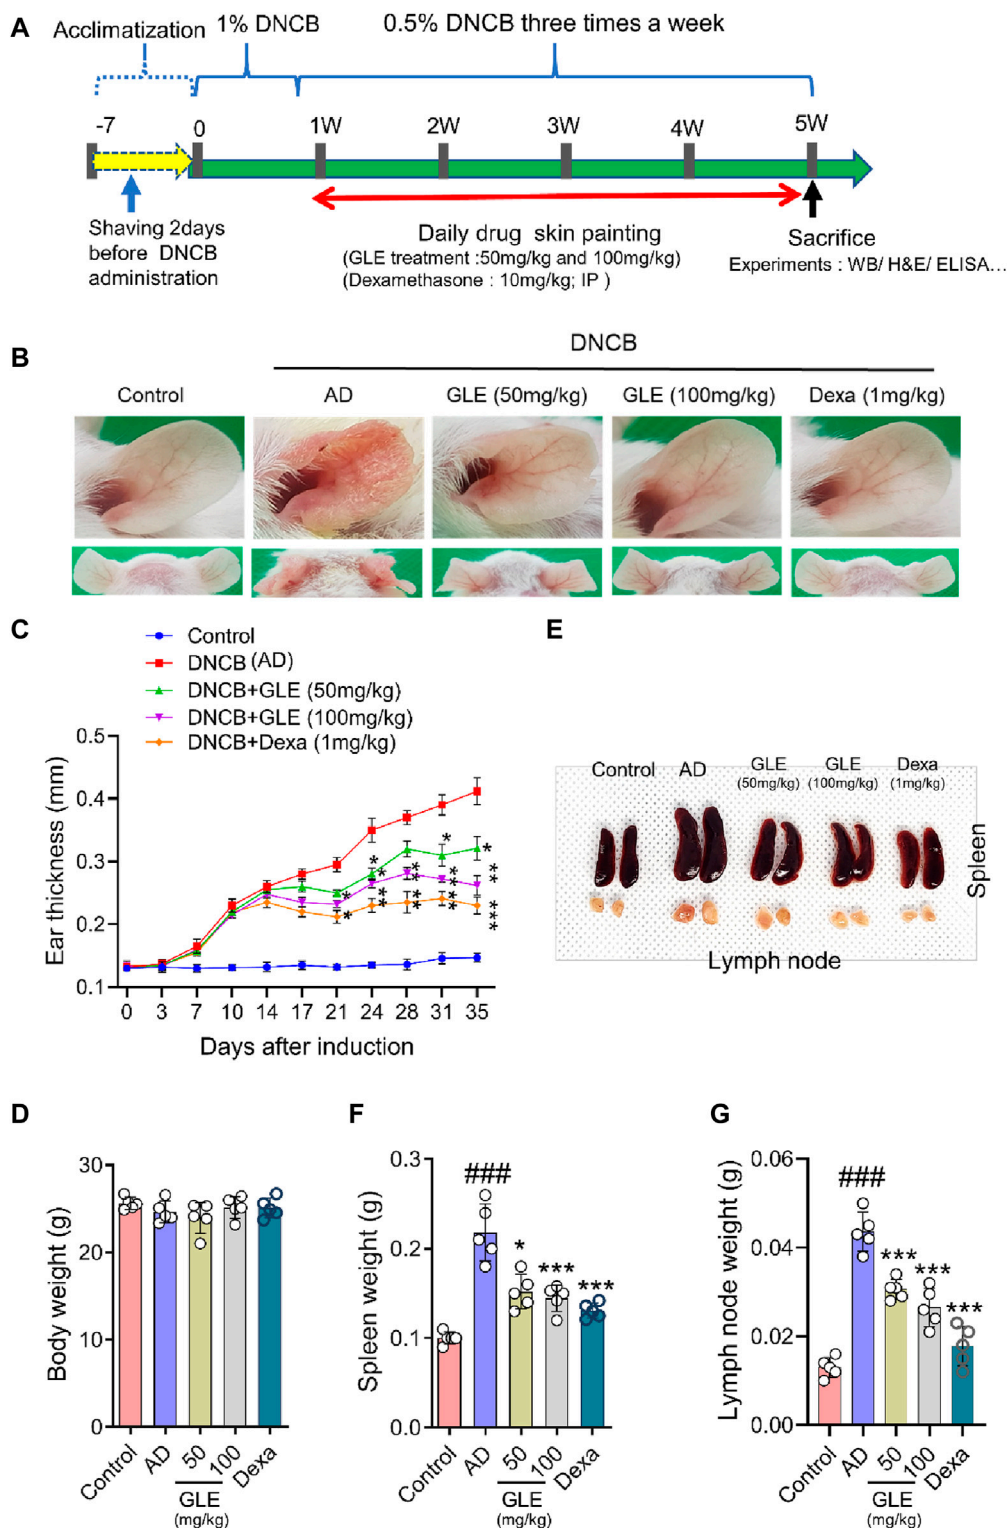 A
Acclimatization
1% DNCB
0.5% DNCB three times a week
-7
0
1W
2W
3W
4W
5W
Shaving 2days
before DNCB
administration
Daily drug skin painting
(GLE treatment :50mg/kg and 100mg/kg)
(Dexamethasone : 10mg/kg; IP )
Sacrifice
Experiments : WB/ H&E/ ELISA...
B
DNCB
Control
AD
GLE (50mg/kg)
GLE (100mg/kg)
Dexa (1mg/kg)
C
Control
DNCB (AD)
DNCB+GLE (50mg/kg)
DNCB+GLE (100mg/kg)
DNCB+Dexa (1mg/kg)
Ear thickness (mm)
0.5
0.4
0.3
0.2
0.1
* * ** * * ** ** * ** ** * ** ***
0 3 7 10 14 17 21 24 28 31 35
Days after induction
E
Control
AD
GLE
(50mg/kg)
GLE
(100mg/kg)
Dexa
(1mg/kg)
Spleen
Lymph node
D
Body weight (g)
30
20
10
0
Control
AD
50
100
Dexa
GLE
(mg/kg)
F
Spleen weight (g)
0.3
0.2
0.1
0.0
###
*
***
***
Control
AD
50
100
Dexa
GLE
(mg/kg)
G
Lymph node weight (g)
0.06
0.04
0.02
0.00
###
***
***
***
Control
AD
50
100
Dexa
GLE
(mg/kg)